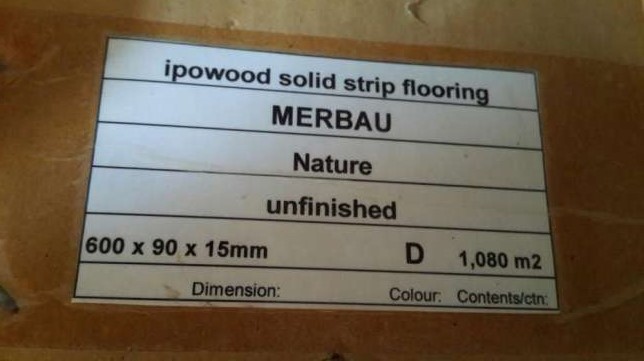 ipowood solid strip flooring
MERBAU
Nature
unfinished
600 x 90 x 15mm D 1,080 m2
Dimension: Colour: Contents/ctn: